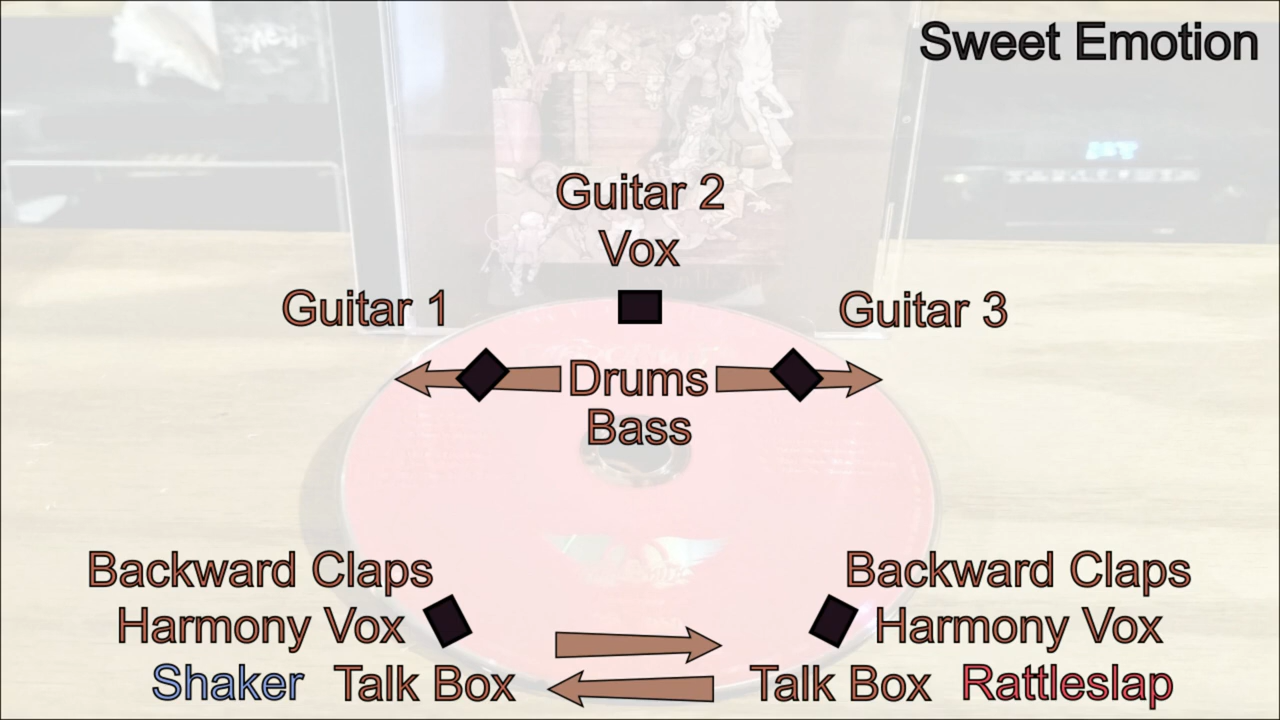 Sweet Emotion
Guitar 2
Vox
Guitar 1
Guitar 3
Drums
Bass
Backward Claps
Harmony Vox
Shaker Talk Box
Backward Claps
Harmony Vox
Talk Box Rattleslap